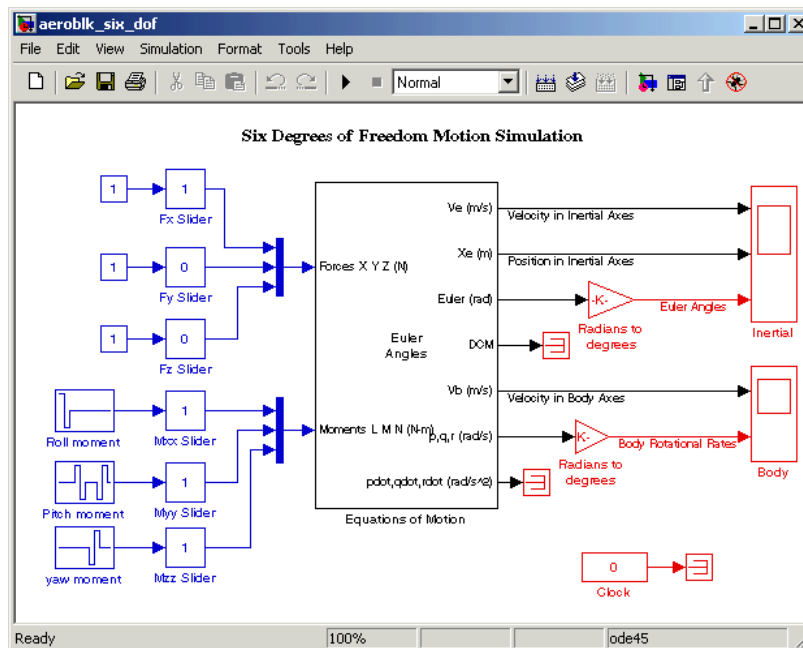 aeroblk_six_dof
File Edit View Simulation Format Tools Help
Normal
Six Degrees of Freedom Motion Simulation
1
1
Fx Slider
1
0
Fy Slider
1
0
Fz Slider
Roll moment
1
Mxx Slider
Pitch moment
1
Myy Slider
yaw moment
1
Mzz Slider
Forces X Y Z (N)
Moments L M N (N-m)
Euler
Angles
Ve (m/s)
Xe (m)
Euler (rad)
DCM
Vb (m/s)
p,q,r (rad/s)
pdot,qdot,rdot (rad/s^2)
Equations of Motion
Velocity in Inertial Axes
Position in Inertial Axes
-K-
Radians to
degrees
Euler Angles
Inertial
Velocity in Body Axes
K-
Radians to
degrees
Body Rotational Rates
Body
0
Clock
Ready 100% ode45